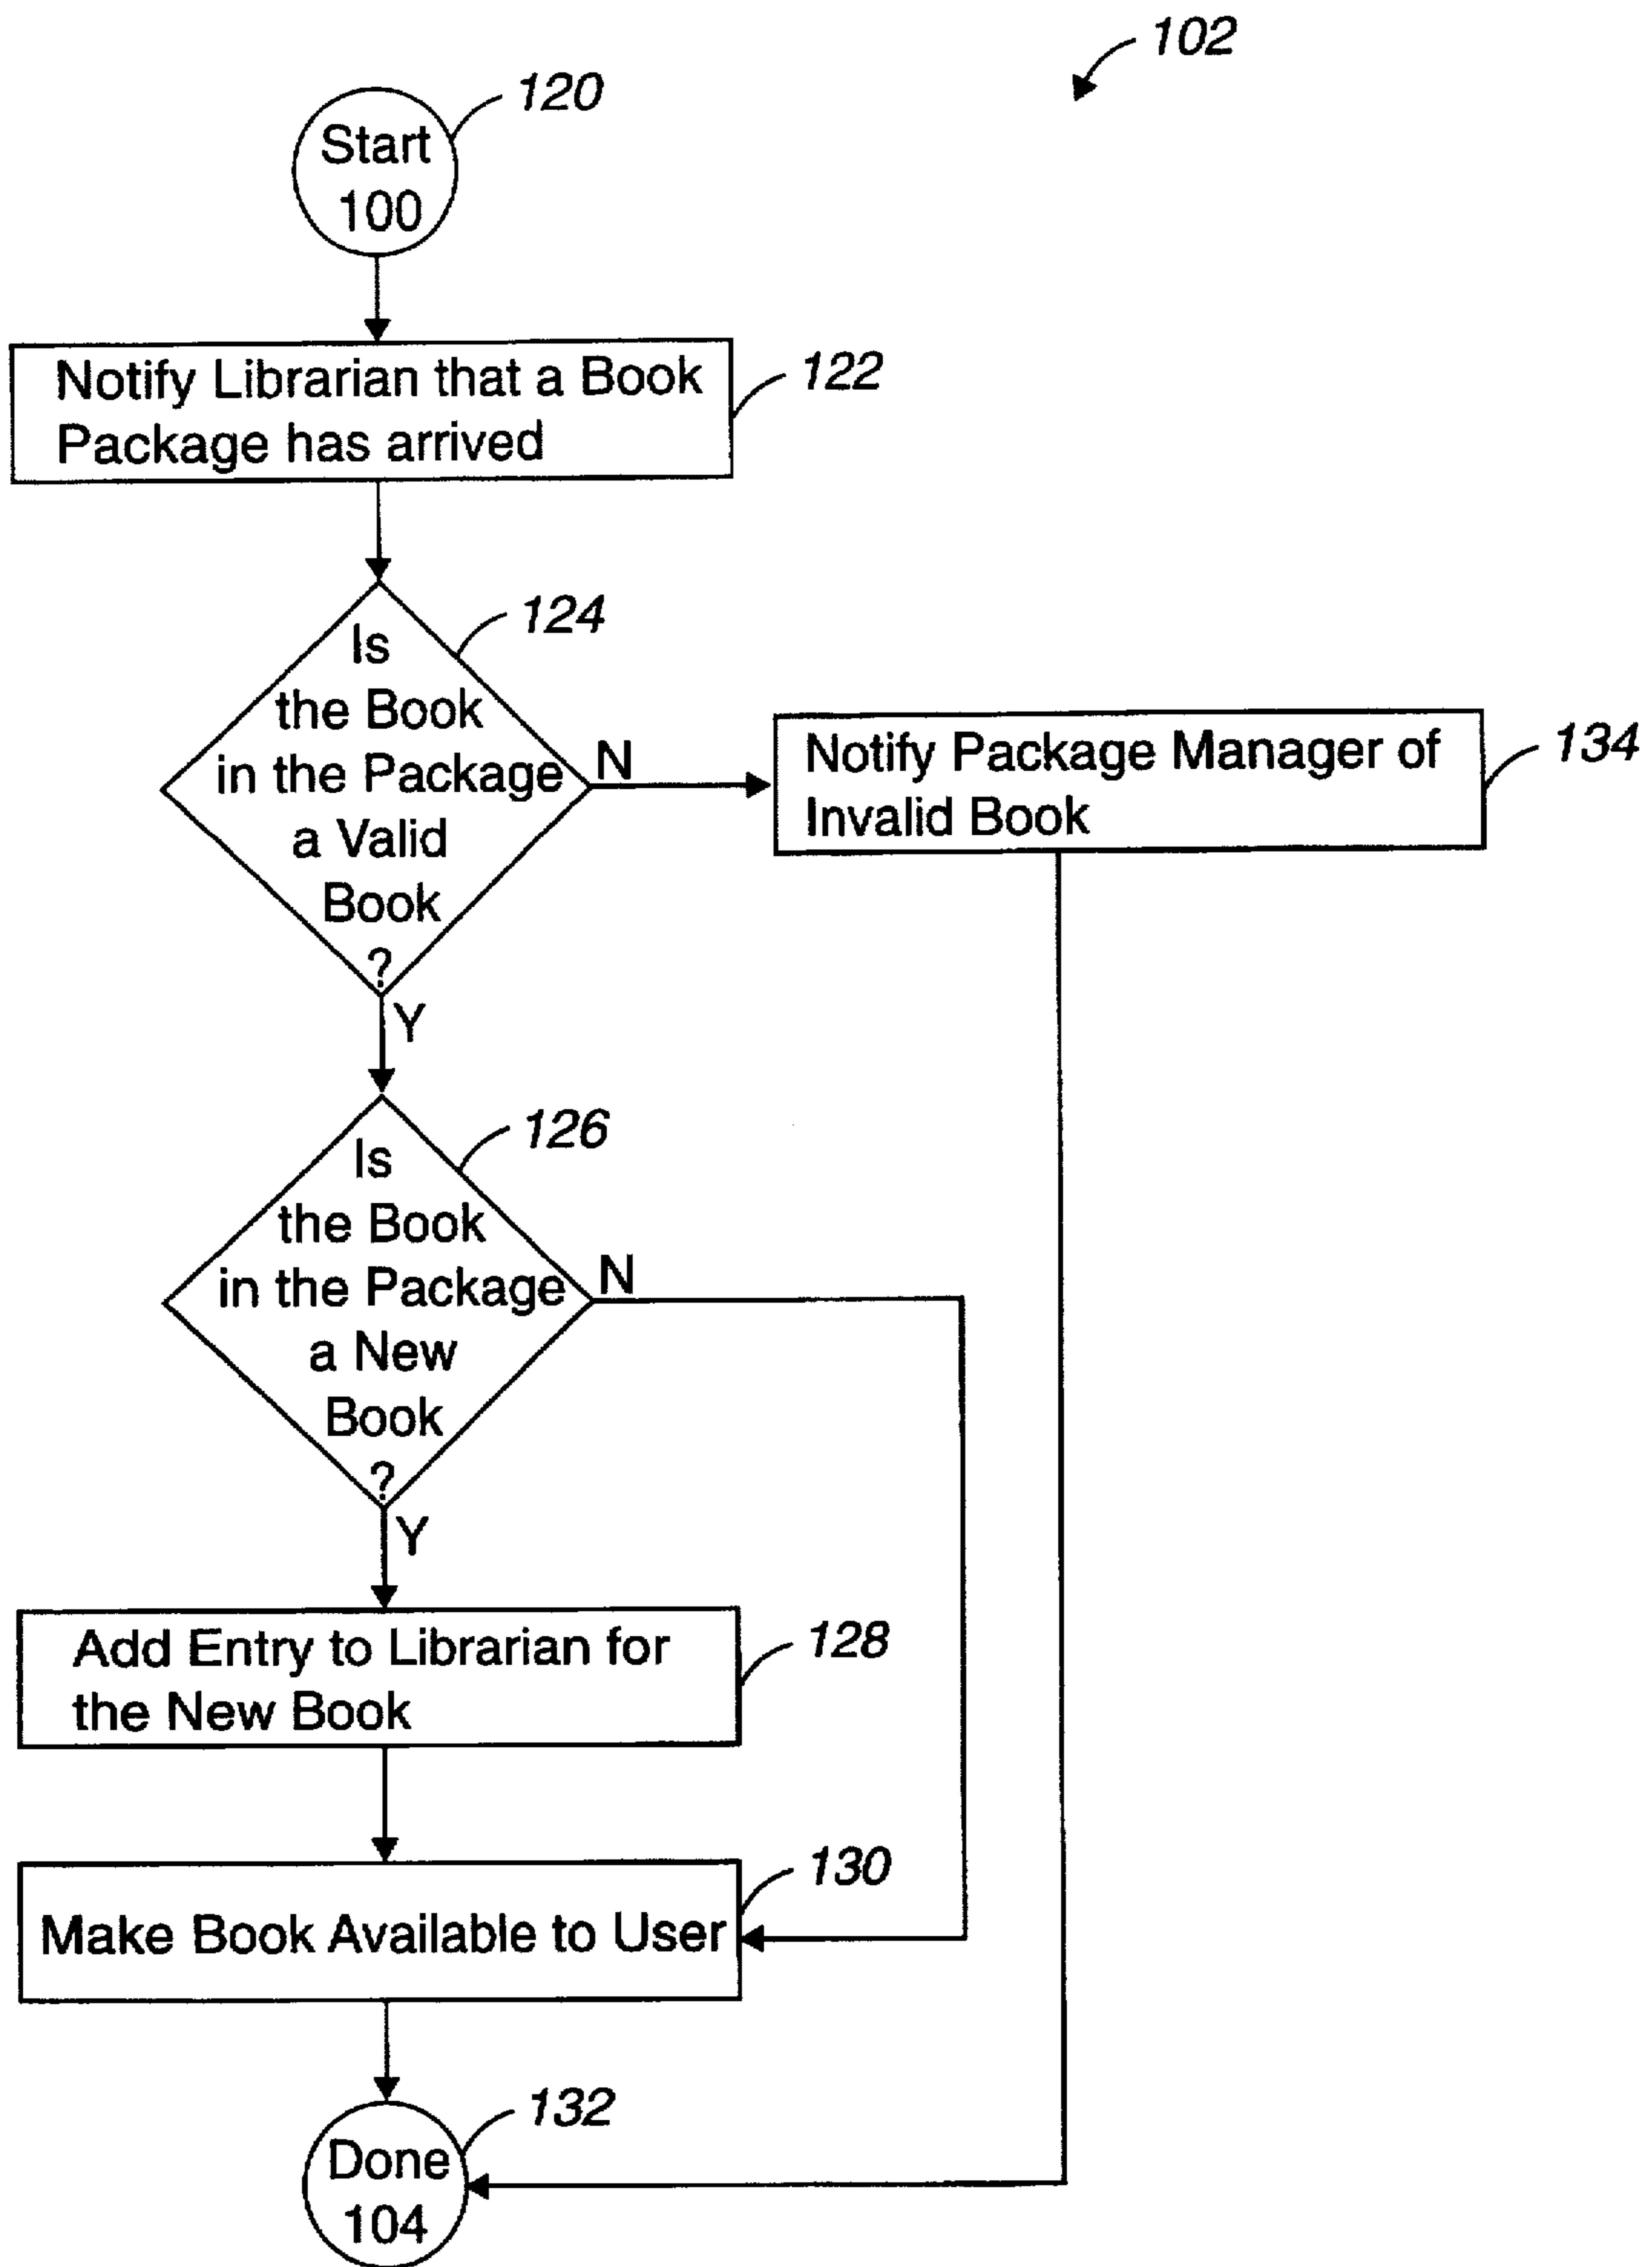 102
120
Start
100
Notify Librarian that a Book
Package has arrived
122
124
Is
the Book
in the Package
a Valid
Book
?
N
Notify Package Manager of
Invalid Book
134
Y
126
Is
the Book
in the Package
a New
Book
?
N
Y
Add Entry to Librarian for
the New Book
128
130
Make Book Available to User
132
Done
104